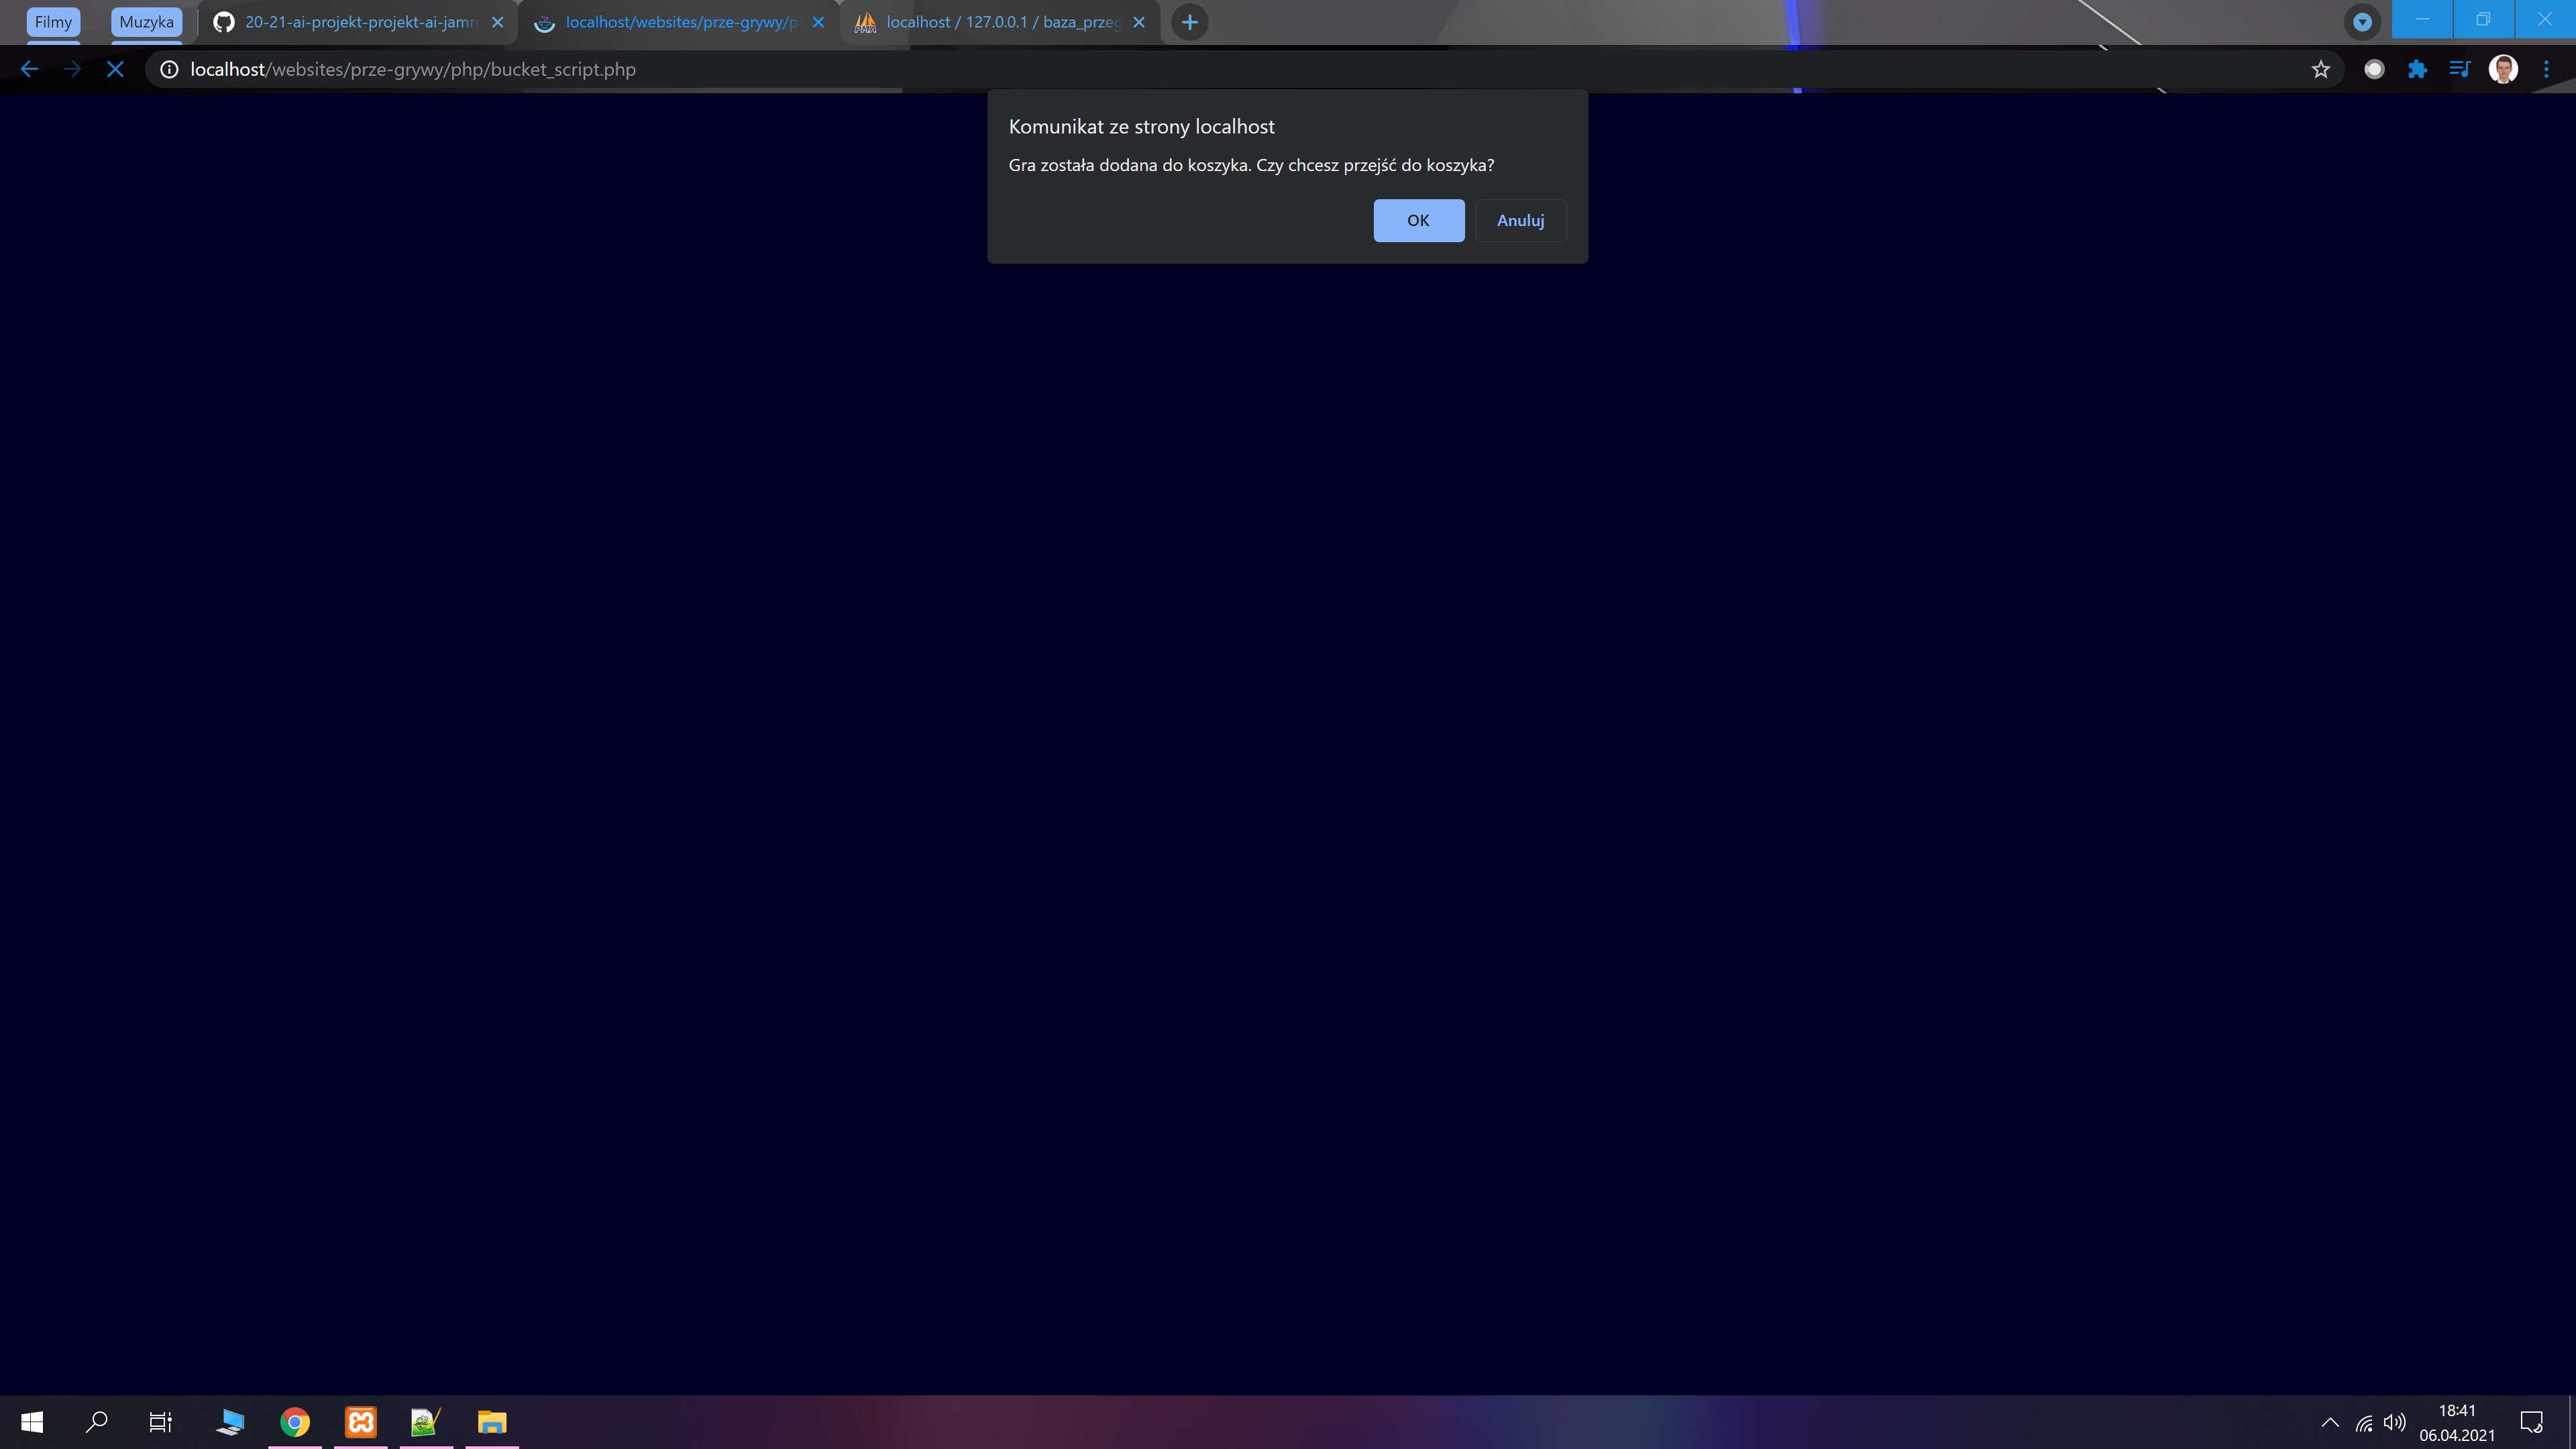 Filmy
Muzyka
20-21-ai-projekt-projekt-ai-jamr
localhost/websites/prze-grywy/p
localhost / 127.0.0.1 / baza_przeg
localhost/websites/prze-grywy/php/bucket_script.php
Komunikat ze strony localhost
Gra została dodana do koszyka. Czy chcesz przejść do koszyka?
OK
Anuluj
18:41
06.04.2021